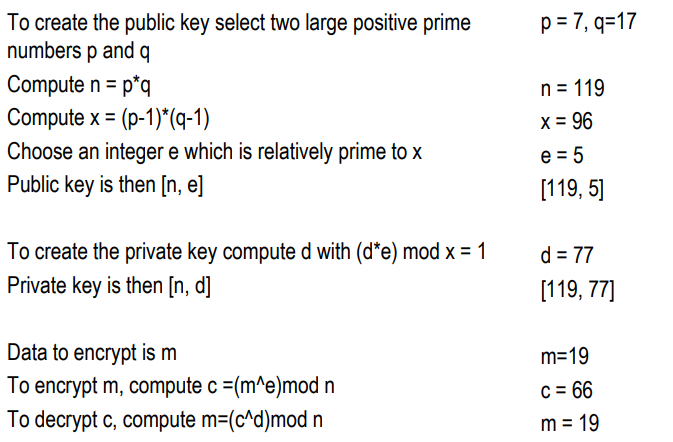 To create the public key select two large positive prime p = 7, q=17
numbers p and q
Compute n = p*q n = 119
Compute x = (p-1)*(q-1) x = 96
Choose an integer e which is relatively prime to x e = 5
Public key is then [n, e] [119, 5]
To create the private key compute d with (d*e) mod x = 1 d = 77
Private key is then [n, d] [119, 77]
Data to encrypt is m m=19
To encrypt m, compute c =(m^e)mod n c = 66
To decrypt c, compute m=(c^d)mod n m = 19